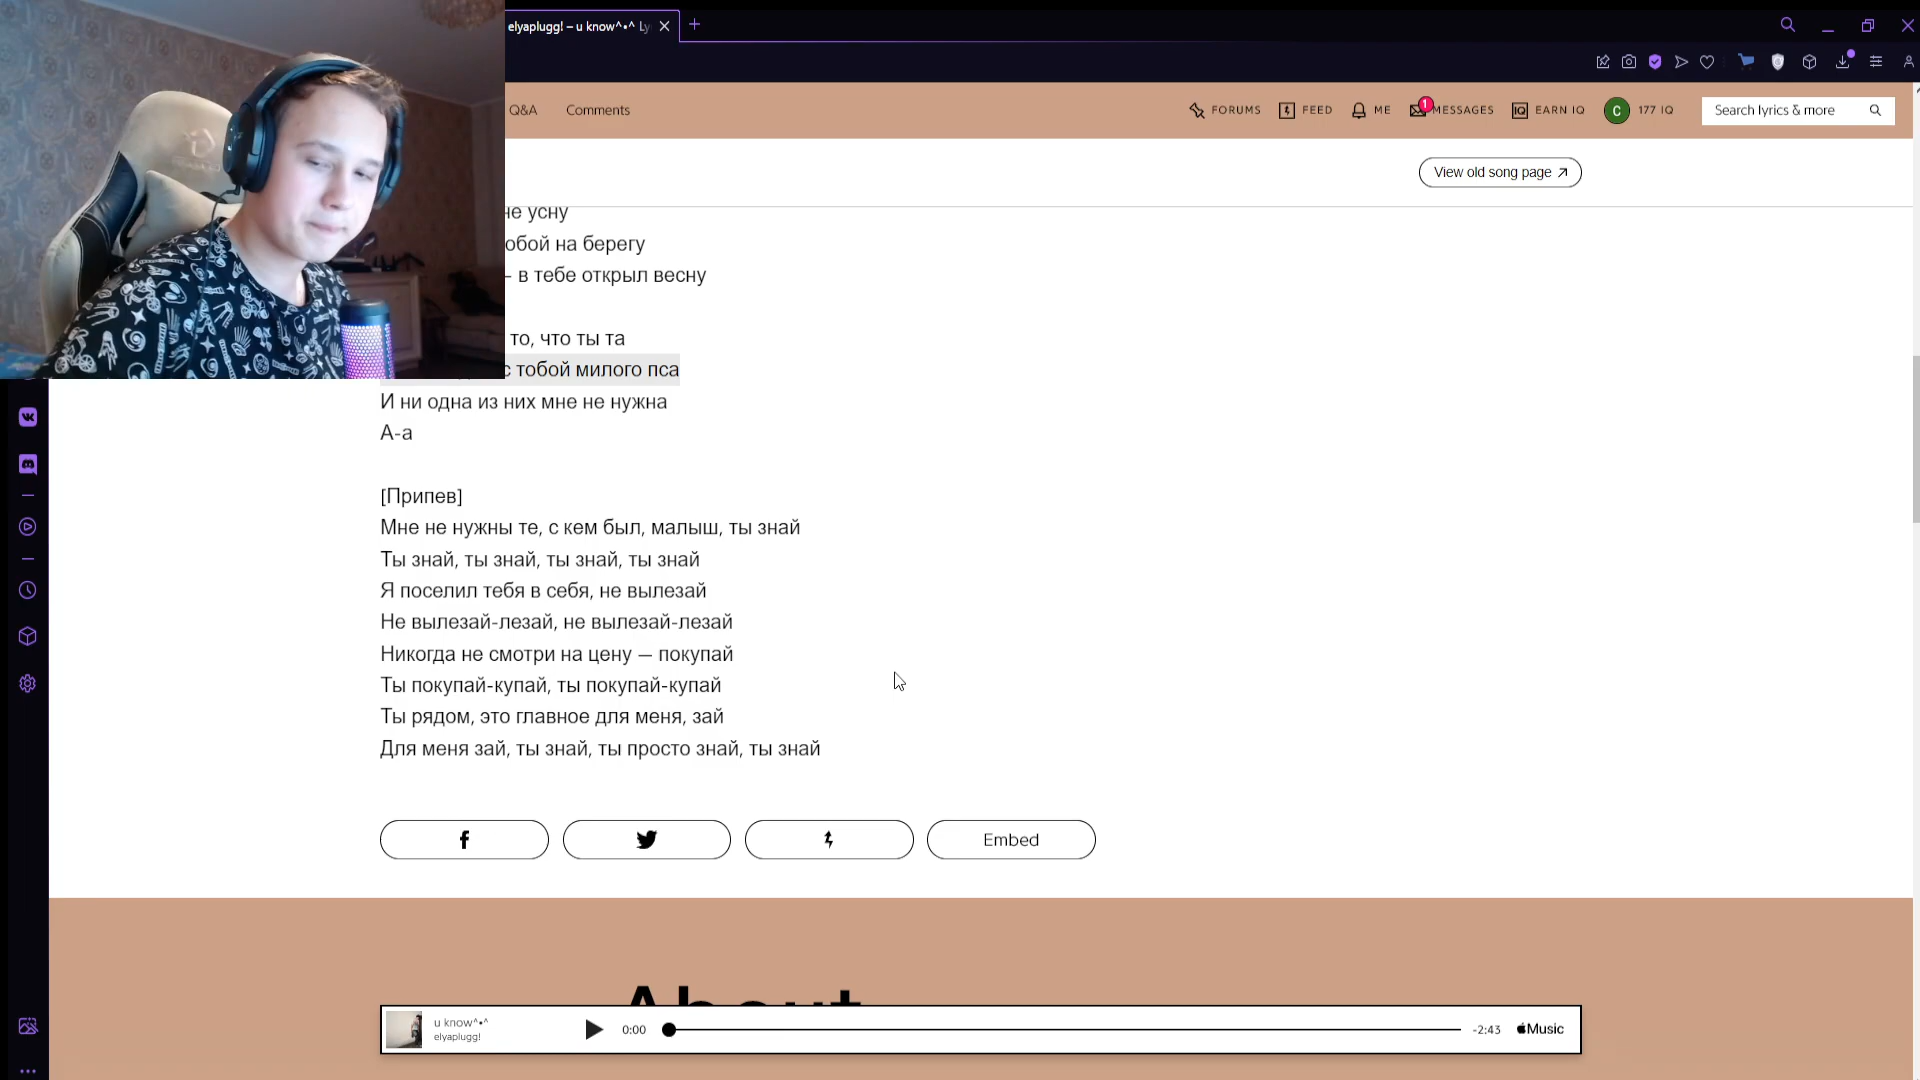 elyaplugg! – u know^•^ Ly
Q&A
Comments
FORUMS
FEED
ME
1
MESSAGES
EARN IQ
C
177 IQ
Search lyrics & more
View old song page
не усну
обой на берегу
– в тебе открыл весну
то, что ты та
с тобой милого пса
И ни одна из них мне не нужна
А-а
[Припев]
Мне не нужны те, с кем был, малыш, ты знай
Ты знай, ты знай, ты знай, ты знай
Я поселил тебя в себя, не вылезай
Не вылезай-лезай, не вылезай-лезай
Никогда не смотри на цену — покупай
Ты покупай-купай, ты покупай-купай
Ты рядом, это главное для меня, зай
Для меня зай, ты знай, ты просто знай, ты знай
Embed
About
u know^•^
elyaplugg!
0:00
-2:43
Music